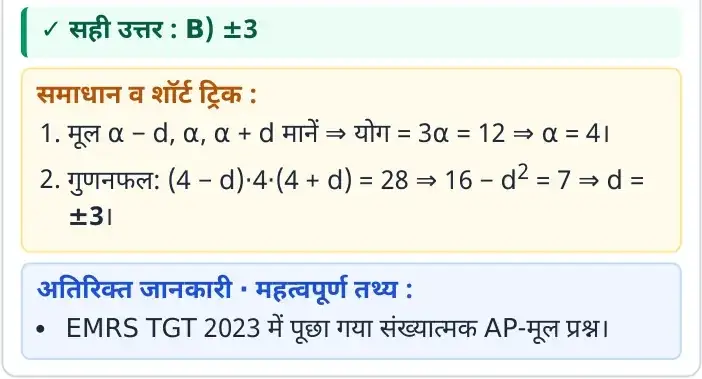 ✓ सही उत्तर : B) ±3
समाधान व शॉर्ट ट्रिक :
1. मूल α − d, α, α + d मानें ⇒ योग = 3α = 12 ⇒ α = 4।
2. गुणनफल: (4 − d)·4·(4 + d) = 28 ⇒ 16 − d² = 7 ⇒ d =
±3।
अतिरिक्त जानकारी · महत्वपूर्ण तथ्य :
• EMRS TGT 2023 में पूछा गया संख्यात्मक AP-मूल प्रश्न।